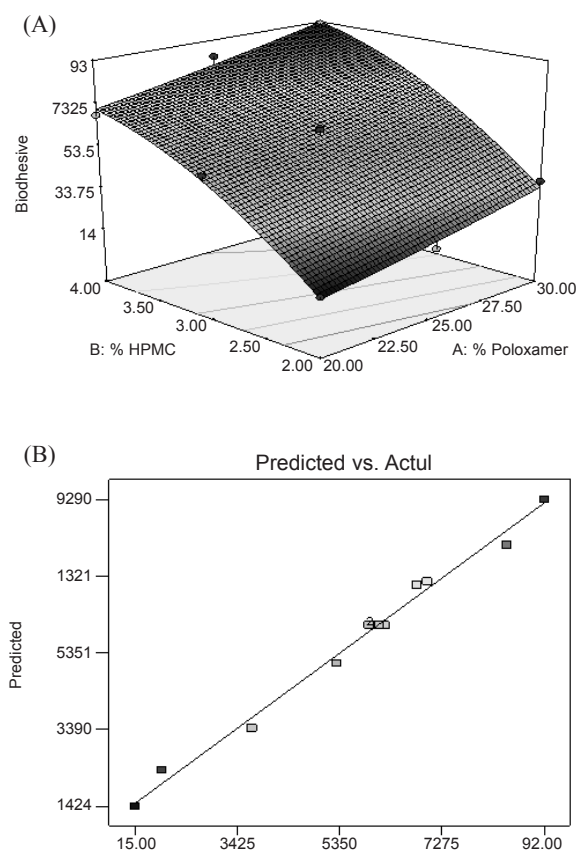 (A)
93
7325
53.5
33.75
14
Biodhesive
4.00
3.50
3.00
2.50
2.00
B: % HPMC
20.00
22.50
25.00
27.50
30.00
A: % Poloxamer
(B)
Predicted vs. Actul
9290
1321
5351
3390
1424
Predicted
2
15.00 3425 5350 7275 92.00